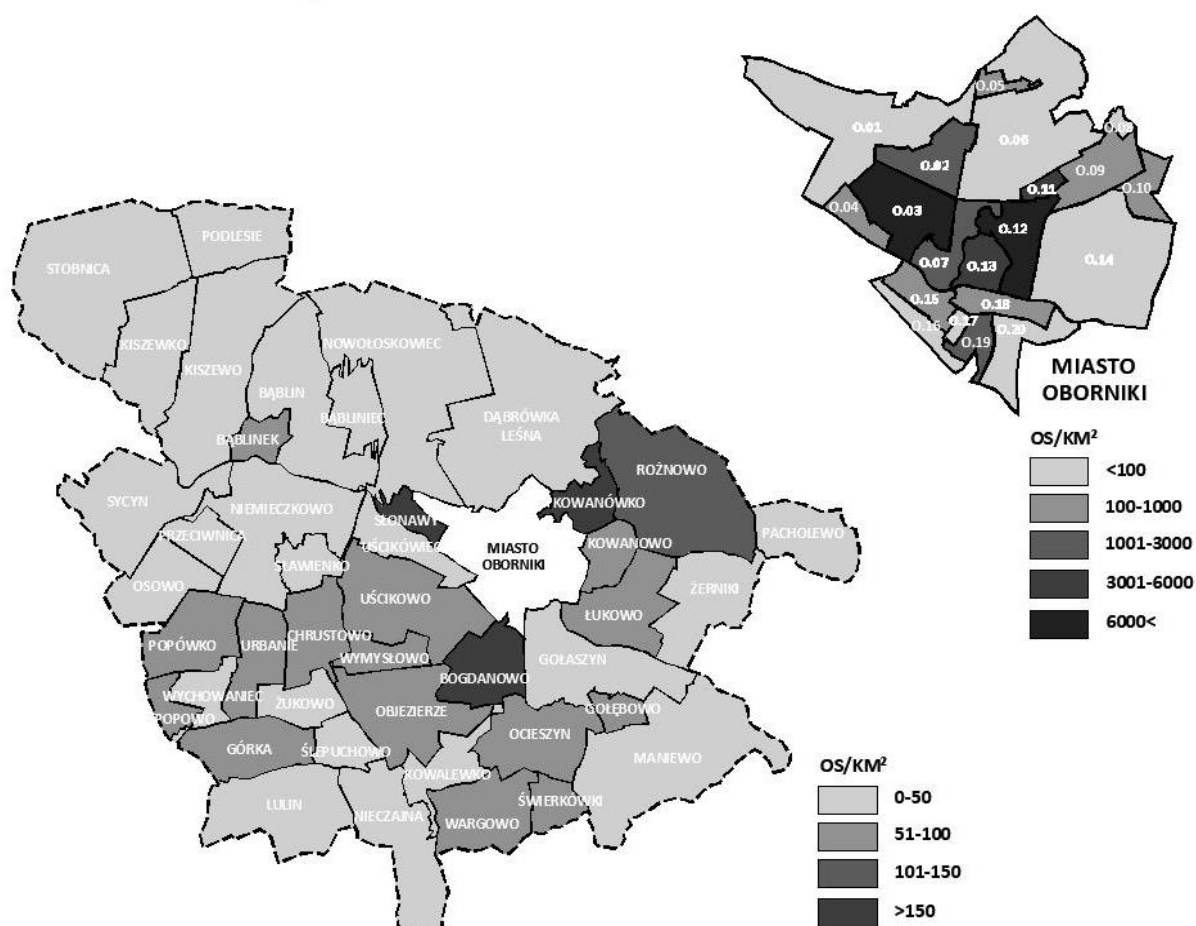 O.05
O.01
O.06
O.08
O.02
O.09
O.11
O.10
O.04
O.03
O.12
O.07
O.13
O.14
O.15
O.18
O.16
O.17
O.20
O.19
MIASTO
OBORNIKI
OS/KM²
<100
100-1000
1001-3000
3001-6000
6000<
PODLESIE
STOBNICA
KISZEWKO
NOWOŁOSKOWIEC
KISZEWO
BĄBLIN
BĄBLINIEC
DĄBRÓWKA
LEŚNA
BĄBLINEK
ROŻNOWO
SYCYN
NIEMIECZKOWO
KOWANÓWKO
SŁONAWY
PRZECIWNICA
UŚCIKÓWIEC
MIASTO
OBORNIKI
KOWANOWO
PACHOLEWO
SŁAWIENKO
OSOWO
UŚCIKOWO
ŻERNIKI
ŁUKOWO
POPÓWKO
URBANIE
CHRUSTOWO
WYMYSŁOWO
GOŁASZYN
BOGDANOWO
WYCHOWANIEC
ŻUKOWO
POPOWO
OBJEZIERZE
GOŁĘBOWO
OCIESZYN
GÓRKA
ŚLEPUCHOWO
MANIEWO
KOWALEWKO
LULIN
NIECZAJNA
WARGOWO
ŚWIERKÓWKI
OS/KM²
0-50
51-100
101-150
>150